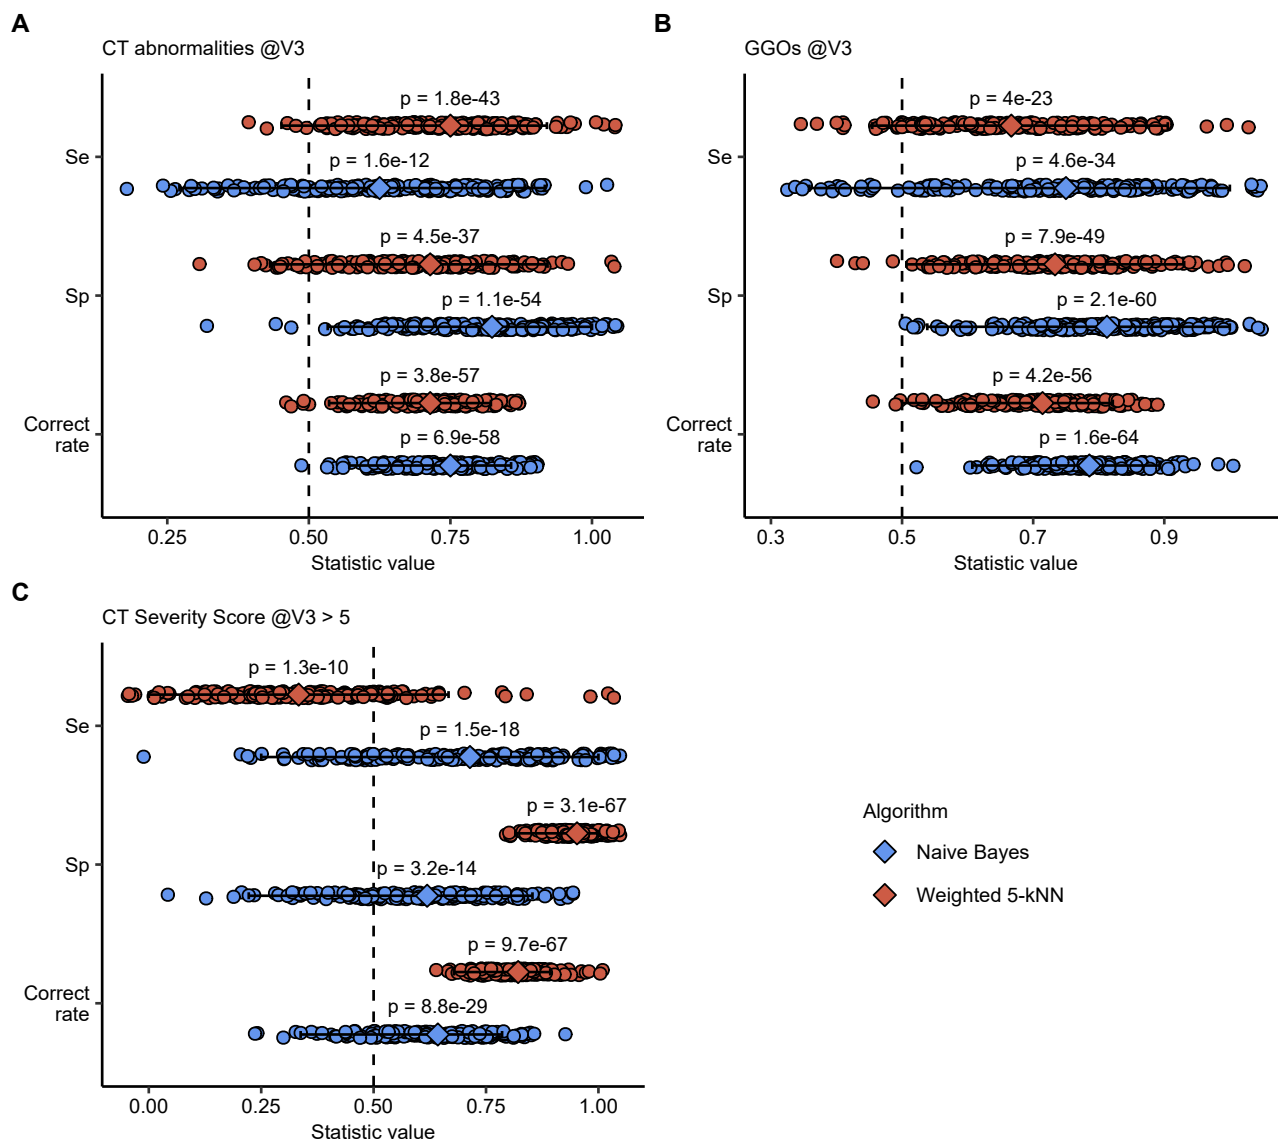 A
CT abnormalities @V3
p = 1.8e-43
Se
p = 1.6e-12
p = 4.5e-37
Sp
p = 1.1e-54
p = 3.8e-57
Correct
rate
p = 6.9e-58
0.25
0.50
0.75
1.00
Statistic value
B
GGOs @V3
p = 4e-23
Se
p = 4.6e-34
p = 7.9e-49
Sp
p = 2.1e-60
p = 4.2e-56
Correct
rate
p = 1.6e-64
0.3
0.5
0.7
0.9
Statistic value
C
CT Severity Score @V3 > 5
p = 1.3e-10
Se
p = 1.5e-18
p = 3.1e-67
Sp
p = 3.2e-14
p = 9.7e-67
Correct
rate
p = 8.8e-29
0.00
0.25
0.50
0.75
1.00
Statistic value
Algorithm
Naive Bayes
Weighted 5-kNN